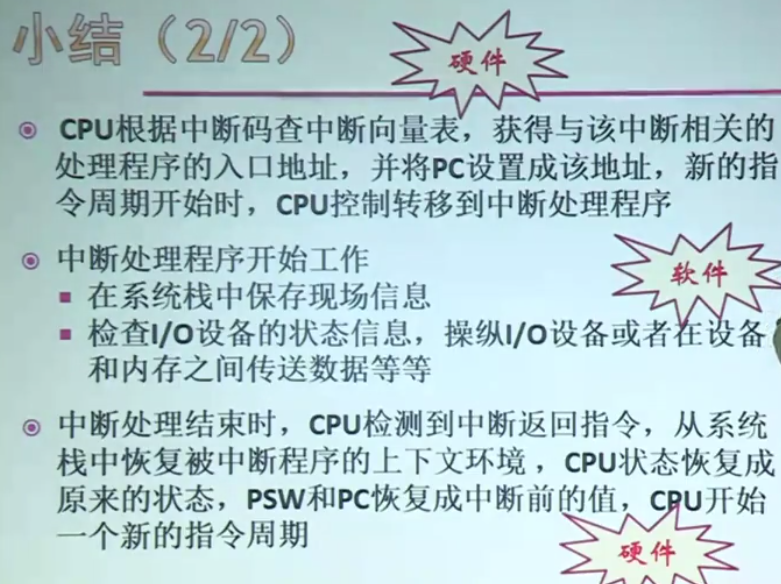 小结（2/2）
硬件
CPU根据中断码查中断向量表，获得与该中断相关的
处理程序的入口地址，并将PC设置成该地址，新的指
令周期开始时，CPU控制转移到中断处理程序
中断处理程序开始工作
软件
在系统栈中保存现场信息
检查I/O设备的状态信息，操纵I/O设备或者在设备
和内存之间传送数据等等
中断处理结束时，CPU检测到中断返回指令，从系统
栈中恢复被中断程序的上下文环境，CPU状态恢复成
原来的状态，PSW和PC恢复成中断前的值，CPU开始
一个新的指令周期
硬件